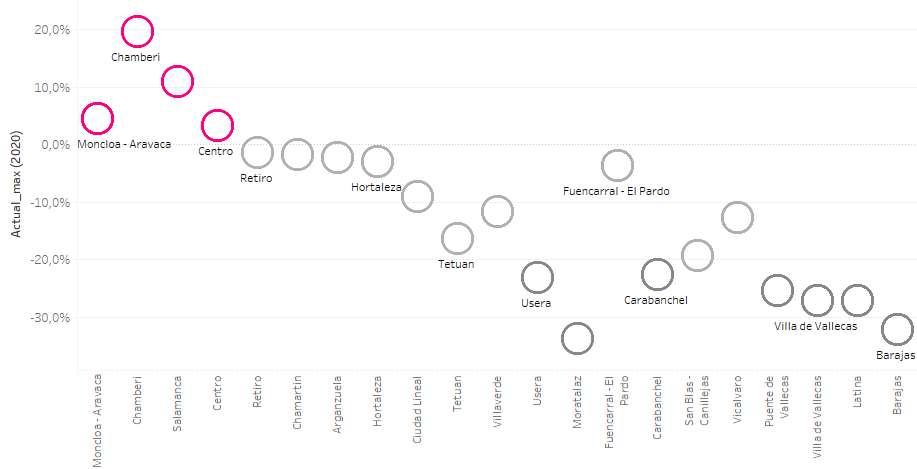 Actual_max (2020)
20,0%
10,0%
0,0%
-10,0%
-20,0%
-30,0%
Chamberi
Moncloa - Aravaca
Centro
Retiro
Hortaleza
Fuencarral - El Pardo
Tetuan
Usera
Carabanchel
Villa de Vallecas
Barajas
Moncloa - Aravaca
Chamberi
Salamanca
Centro
Retiro
Chamartin
Arganzuela
Hortaleza
Ciudad Lineal
Tetuan
Villaverde
Usera
Moratalaz
Fuencarral - El
Pardo
Carabanchel
San Blas -
Canillejas
Vicalvaro
Puente de
Vallecas
Villa de Vallecas
Latina
Barajas